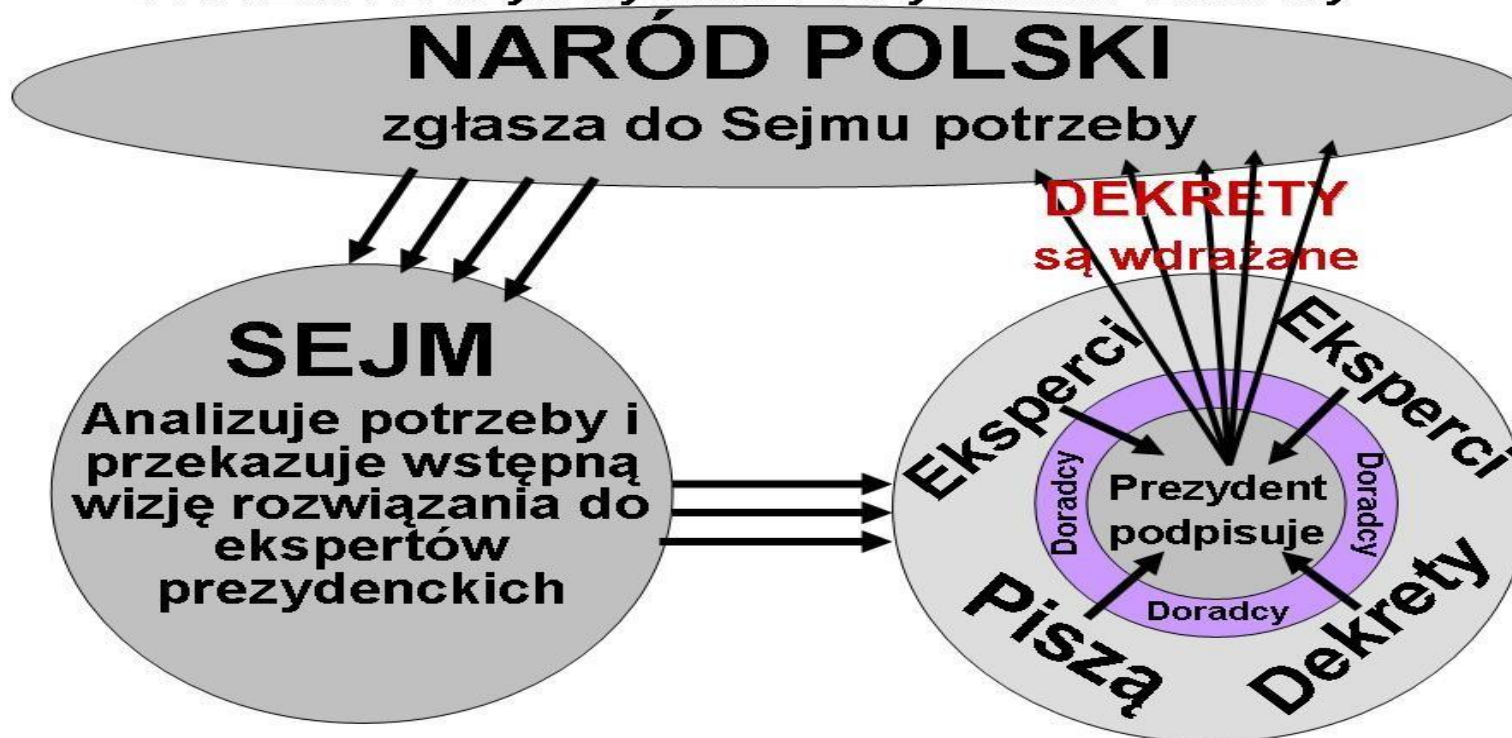 NARÓD POLSKI
zgłasza do Sejmu potrzeby
DEKRETY
są wdrażane
SEJM
Analizuje potrzeby i
przekazuje wstępną
wizję rozwiązania do
ekspertów
prezydenckich
Eksperci
Eksperci
Doradcy
Prezydent
podpisuje
Doradcy
Doradcy
Piszą
Dekrety